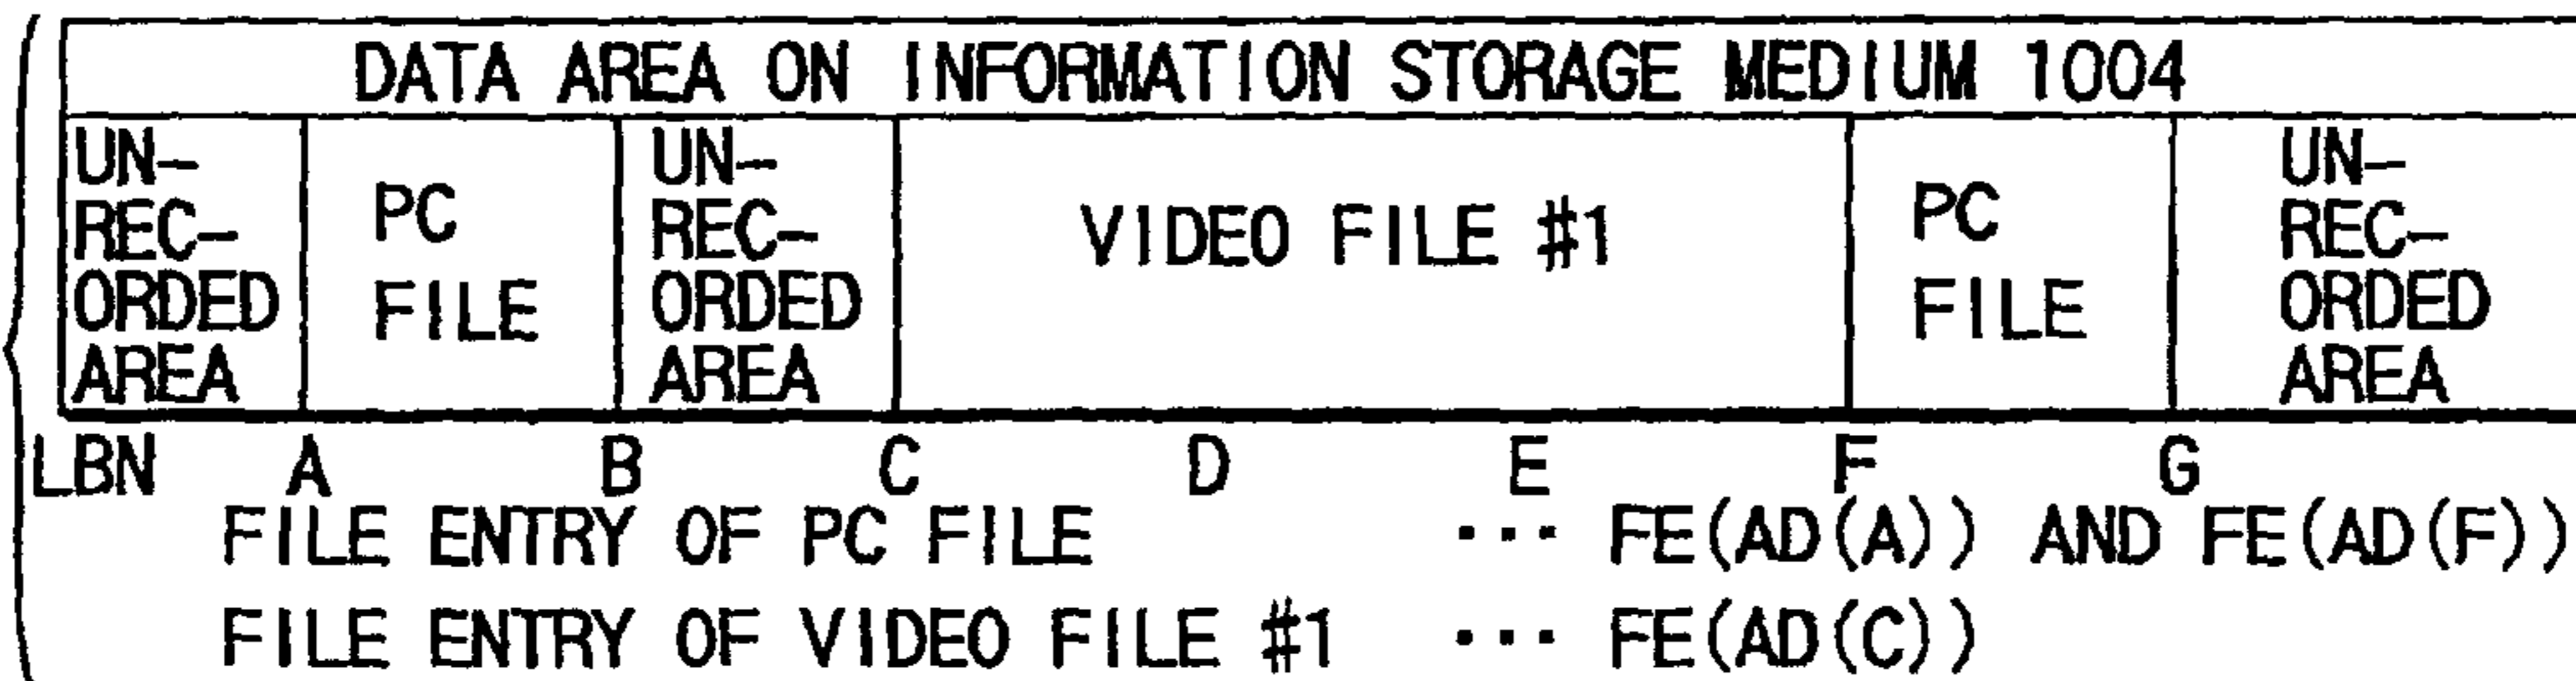 DATA AREA ON INFORMATION STORAGE MEDIUM 1004
UN-
REC-
ORDED
AREA
PC
FILE
UN-
REC-
ORDED
AREA
VIDEO FILE #1
PC
FILE
UN-
REC-
ORDED
AREA
LBN A B C D E F G
FILE ENTRY OF PC FILE ··· FE(AD(A)) AND FE(AD(F))
FILE ENTRY OF VIDEO FILE #1 ··· FE(AD(C))